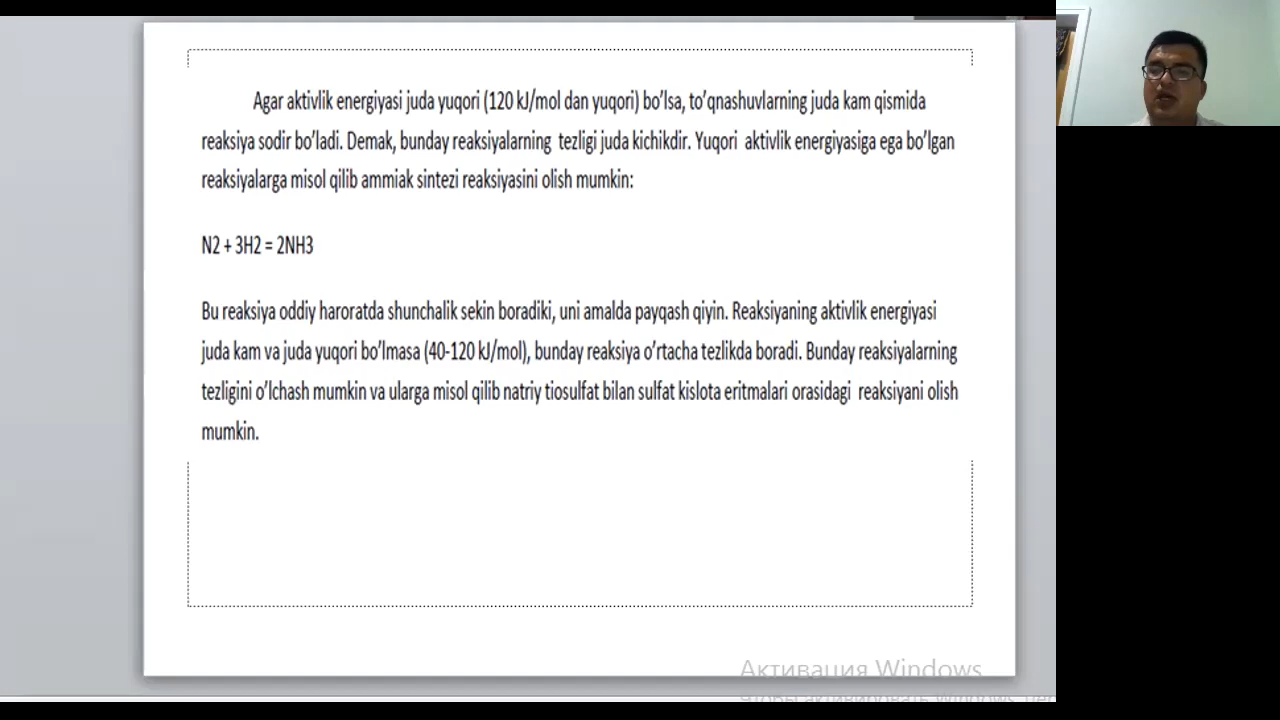 Agar aktivlik energiyasi juda yuqori (120 kJ/mol dan yuqori) bo’lsa, to’qnashuvlarning juda kam qismida
reaksiya sodir bo’ladi. Demak, bunday reaksiyalarning tezligi juda kichikdir. Yuqori aktivlik energiyasiga ega bo’lgan
reaksiyalarga misol qilib ammiak sintezi reaksiyasini olish mumkin:
N2 + 3H2 = 2NH3
Bu reaksiya oddiy haroratda shunchalik sekin boradiki, uni amalda payqash qiyin. Reaksiyaning aktivlik energiyasi
juda kam va juda yuqori bo’lmasa (40-120 kJ/mol), bunday reaksiya o’rtacha tezlikda boradi. Bunday reaksiyalarning
tezligini o’lchash mumkin va ularga misol qilib natriy tiosulfat bilan sulfat kislota eritmalari orasidagi reaksiyani olish
mumkin.
Активация Windows
Чтобы активировать Windows, пер